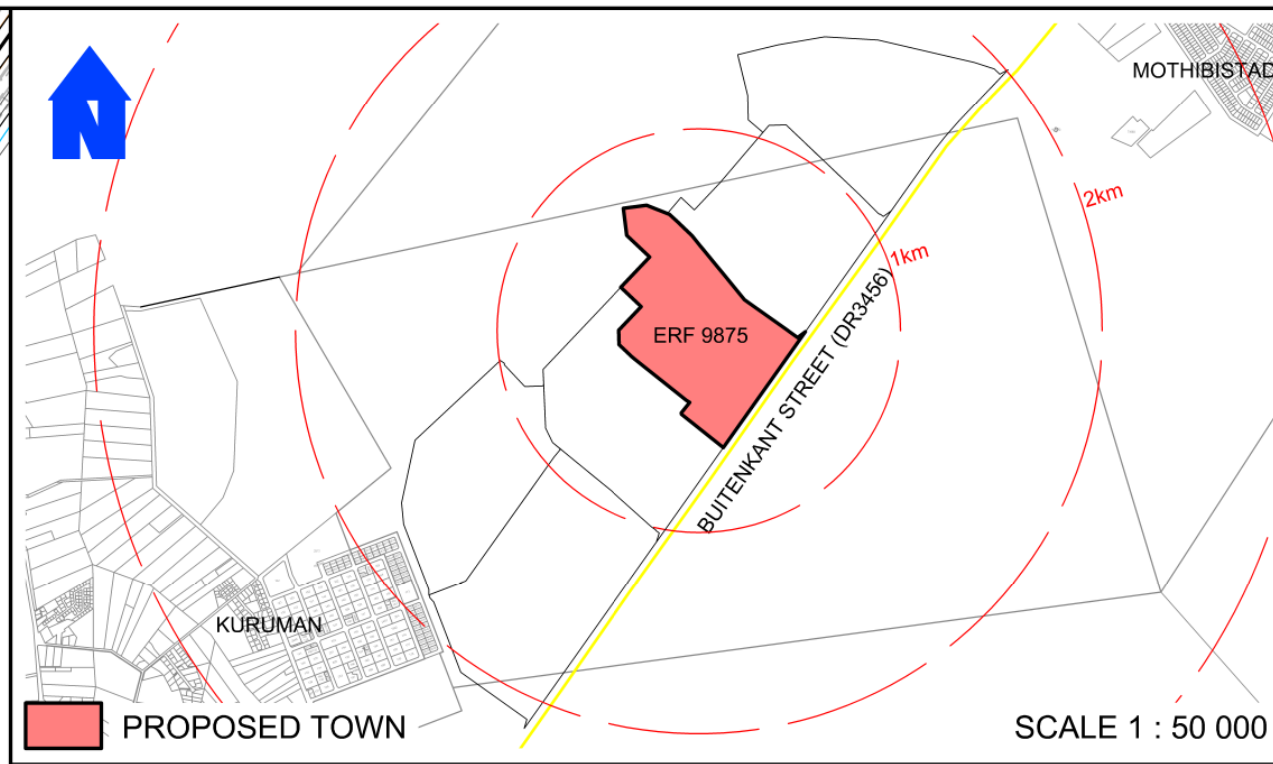 N
MOTHIBISTAD
2km
1km
ERF 9875
BUITENKANT STREET (DR3456)
KURUMAN
PROPOSED TOWN
SCALE 1 : 50 000